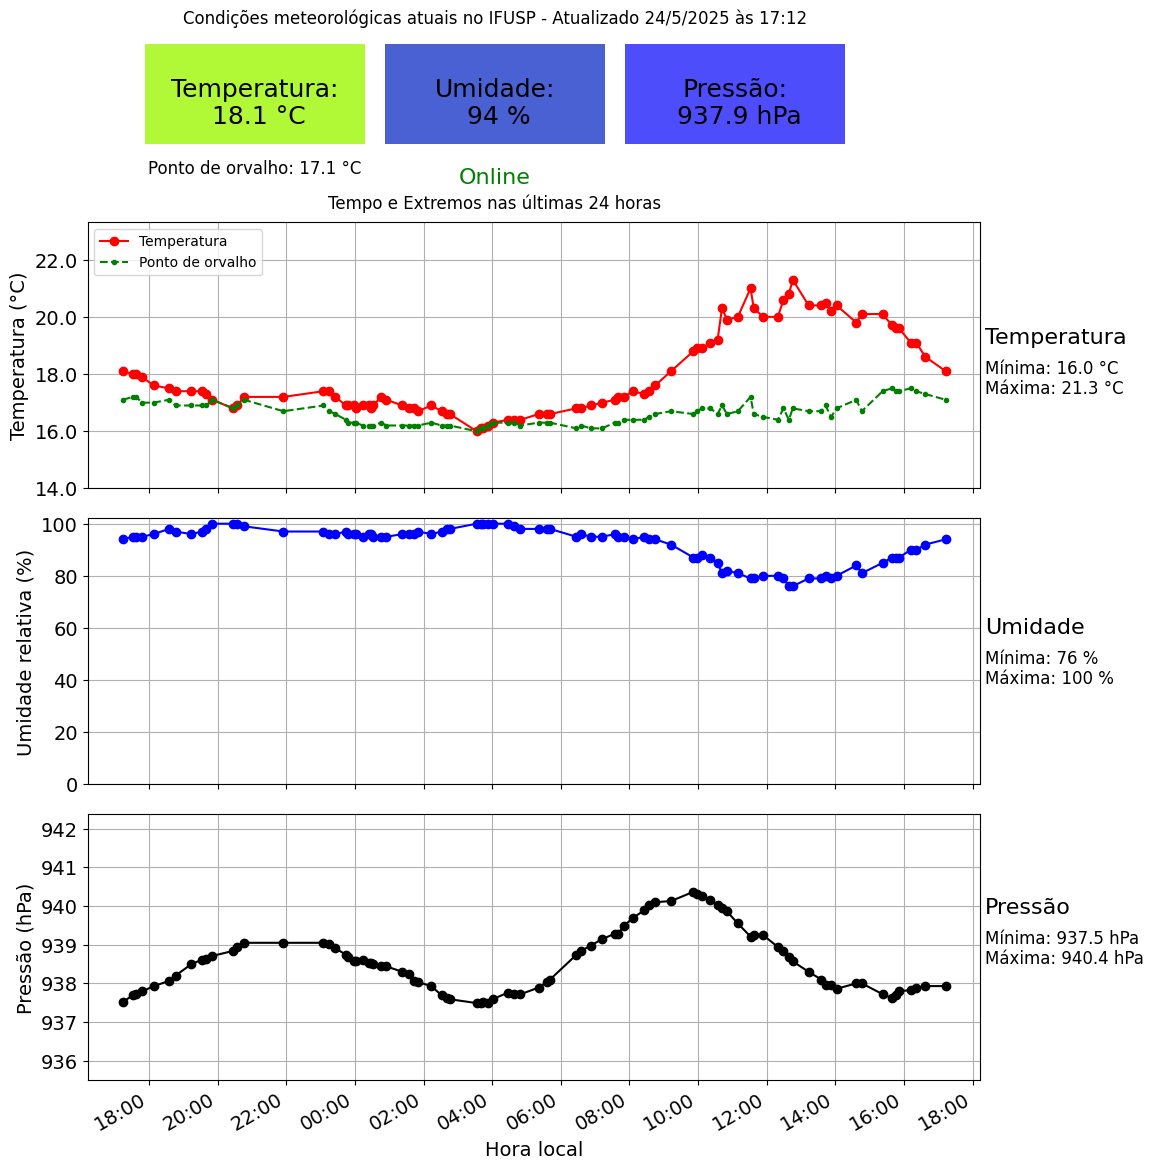 Condições meteorológicas atuais no IFUSP - Atualizado 24/5/2025 às 17:12
Temperatura:
18.1 °C
Umidade:
94 %
Pressão:
937.9 hPa
Ponto de orvalho: 17.1 °C
Online
Tempo e Extremos nas últimas 24 horas
Temperatura (°C)
22.0
20.0
18.0
16.0
14.0
Temperatura
Ponto de orvalho
Temperatura
Mínima: 16.0 °C
Máxima: 21.3 °C
Umidade relativa (%)
100
80
60
40
20
0
Umidade
Mínima: 76 %
Máxima: 100 %
Pressão (hPa)
942
941
940
939
938
937
936
Pressão
Mínima: 937.5 hPa
Máxima: 940.4 hPa
18:00
20:00
22:00
00:00
02:00
04:00
06:00
08:00
10:00
12:00
14:00
16:00
18:00
Hora local